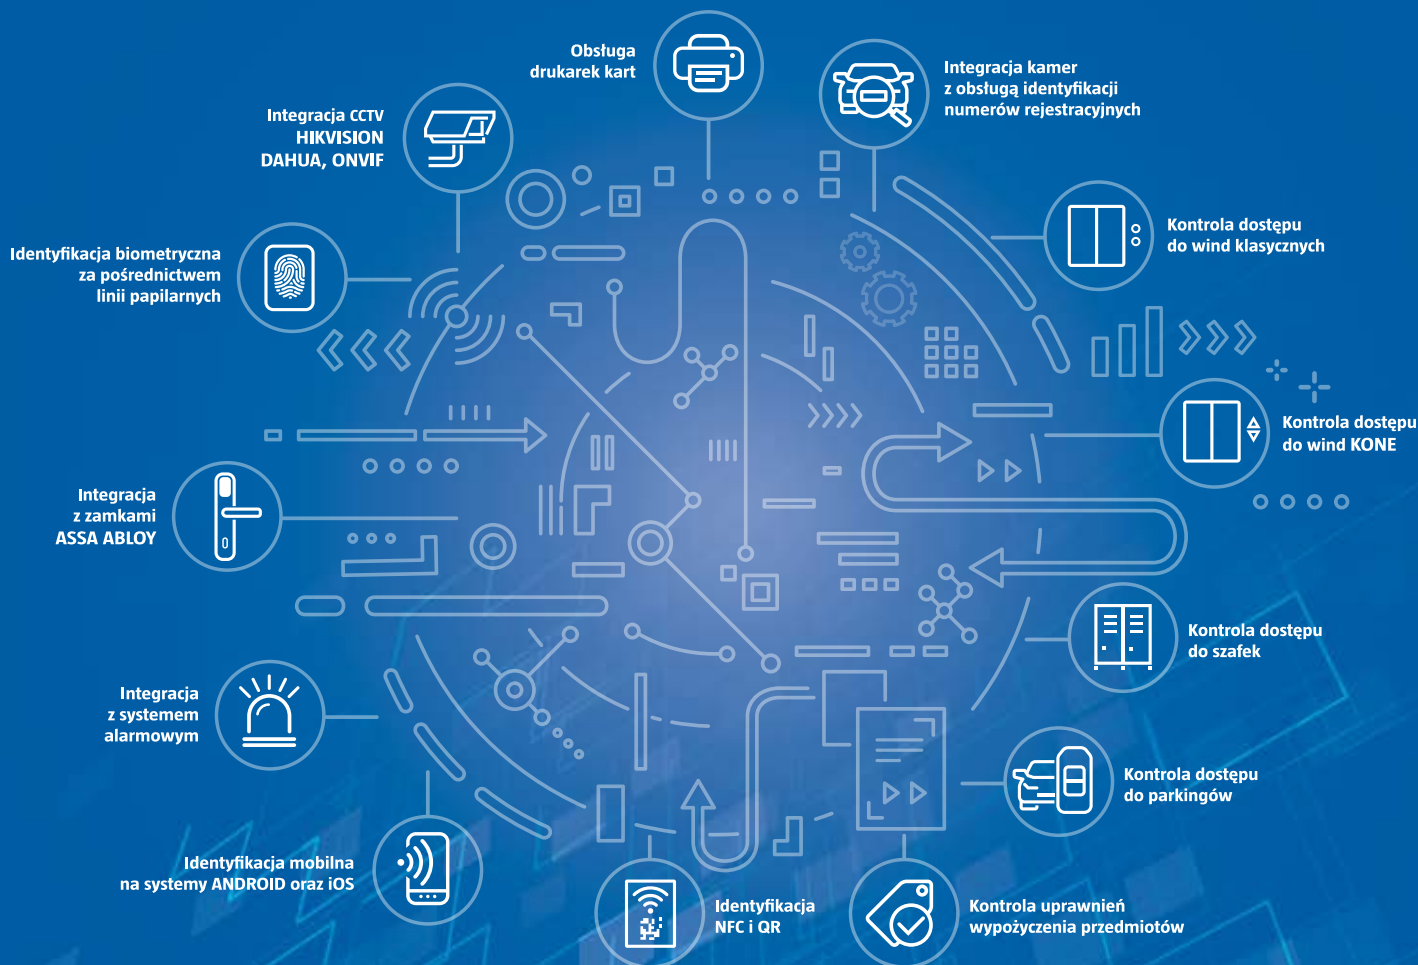 Obsługa
drukarek kart
Integracja kamer
z obsługą identyfikacji
numerów rejestracyjnych
Integracja CCTV
HIKVISION
DAHUA, ONVIF
Kontrola dostępu
do wind klasycznych
Identyfikacja biometryczna
za pośrednictwem
linii papilarnych
Kontrola dostępu
do wind KONE
Integracja
z zamkami
ASSA ABLOY
Kontrola dostępu
do szafek
Integracja
z systemem
alarmowym
Kontrola dostępu
do parkingów
Identyfikacja mobilna
na systemy ANDROID oraz iOS
Identyfikacja
NFC i QR
Kontrola uprawnień
wypożyczenia przedmiotów